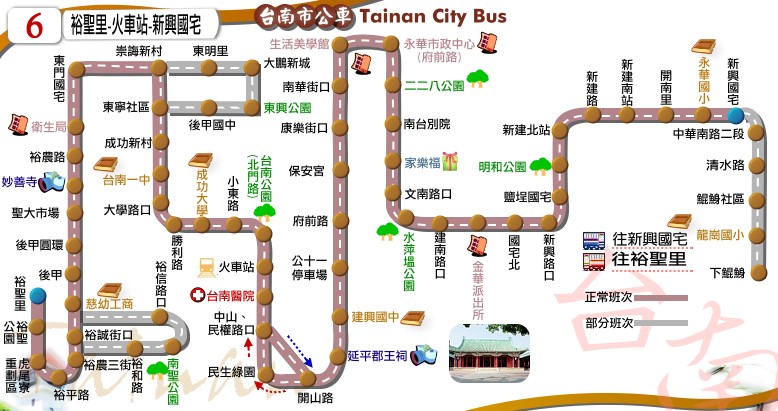 6
裕聖里-火車站-新興國宅
台南市公車 Tainan City Bus
裕聖里
裕聖公園
虎尾寮重劃區
裕平路
裕農三街
裕和路
南聖公園
裕信路口
慈幼工商
裕誠街口
後甲
後甲圓環
聖大市場
妙善寺
裕農路
衛生局
東門國宅
崇誨新村
東明里
大鵬新城
東興公園
後甲國中
東寧社區
成功新村
台南一中
大學路口
勝利路
成功大學
小東路
台南公園
(北門路)
火車站
台南醫院
中山、
民權路口
民生綠園
開山路
延平郡王祠
建興國中
公十一
停車場
府前路
保安宮
康樂街口
南華街口
生活美學館
永華市政中心
(府前路)
二二八公園
南台別院
家樂福
文南路口
水萍塭公園
建南路口
金華派出所
國宅北
新興路口
鹽埕國宅
明和公園
新建北站
新建路
新建南站
開南里
永華國小
新興國宅
中華南路二段
清水路
鯤鯓社區
龍崗國小
下鯤鯓
往新興國宅
往裕聖里
正常班次
部分班次
台南